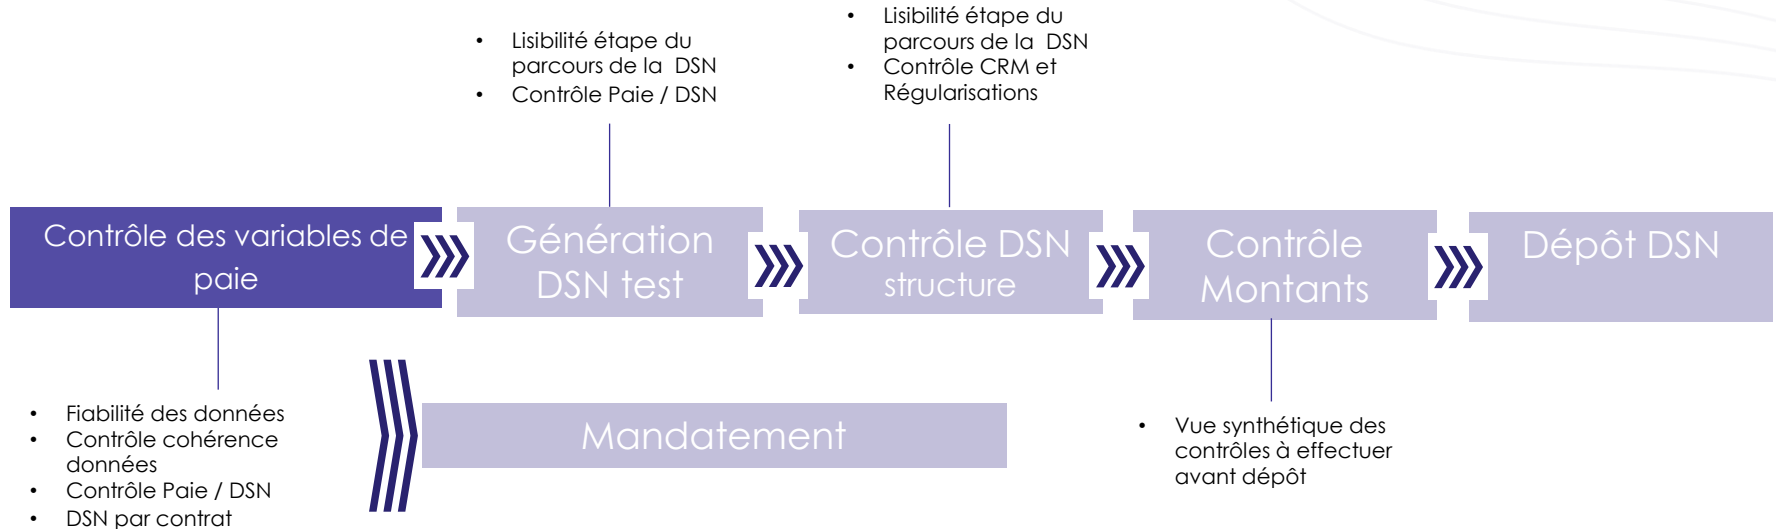 • Lisibilité étape du
parcours de la DSN
• Contrôle Paie / DSN
• Lisibilité étape du
parcours de la DSN
• Contrôle CRM et
Régularisations
Contrôle des variables de
paie
Génération
DSN test
Contrôle DSN
structure
Contrôle
Montants
Dépôt DSN
• Fiabilité des données
• Contrôle cohérence
données
• Contrôle Paie / DSN
• DSN par contrat
Mandatement
• Vue synthétique des
contrôles à effectuer
avant dépôt